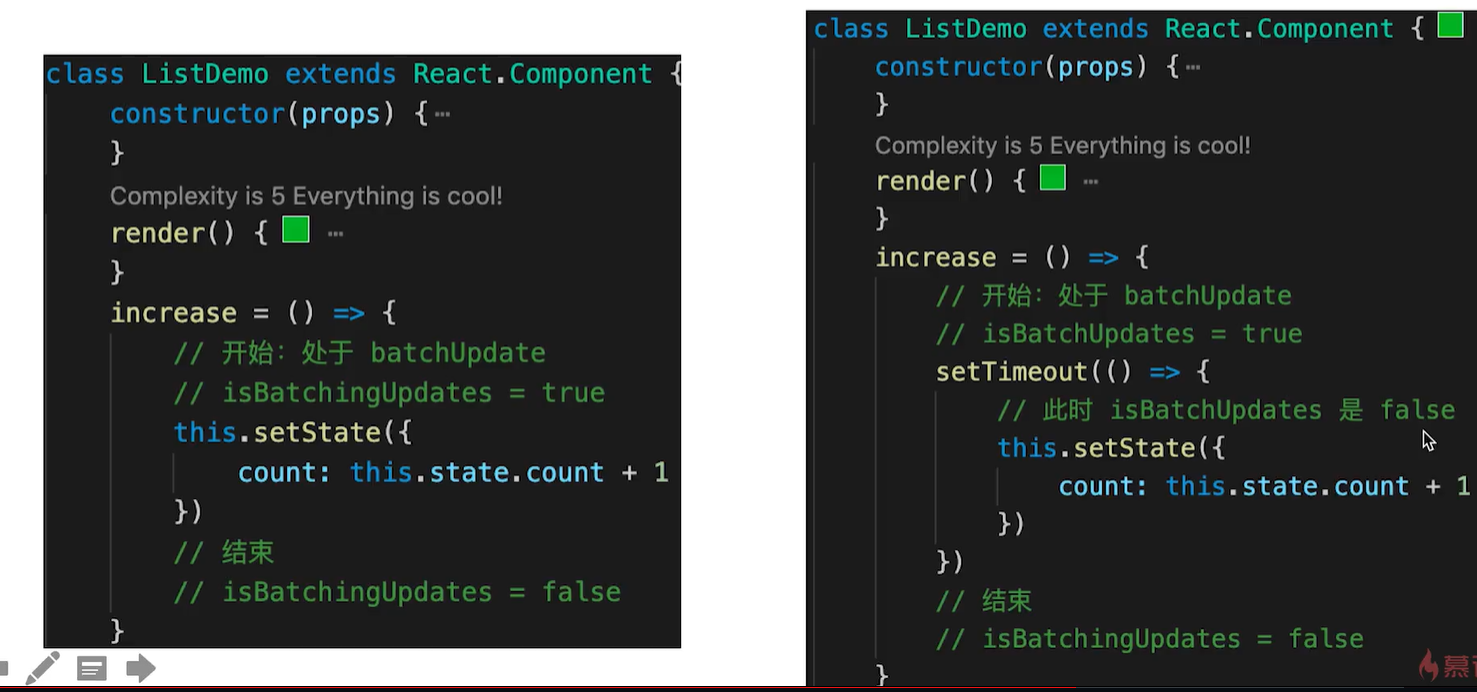 class ListDemo extends React.Component {
constructor(props) {…
}
Complexity is 5 Everything is cool!
render() { …
}
increase = () => {
// 开始：处于 batchUpdate
// isBatchingUpdates = true
this.setState({
count: this.state.count + 1
})
// 结束
// isBatchingUpdates = false
}
class ListDemo extends React.Component {
constructor(props) {…
}
Complexity is 5 Everything is cool!
render() { …
}
increase = () => {
// 开始：处于 batchUpdate
// isBatchUpdates = true
setTimeout(() => {
// 此时 isBatchUpdates 是 false
this.setState({
count: this.state.count + 1
})
})
// 结束
// isBatchingUpdates = false
}
慕